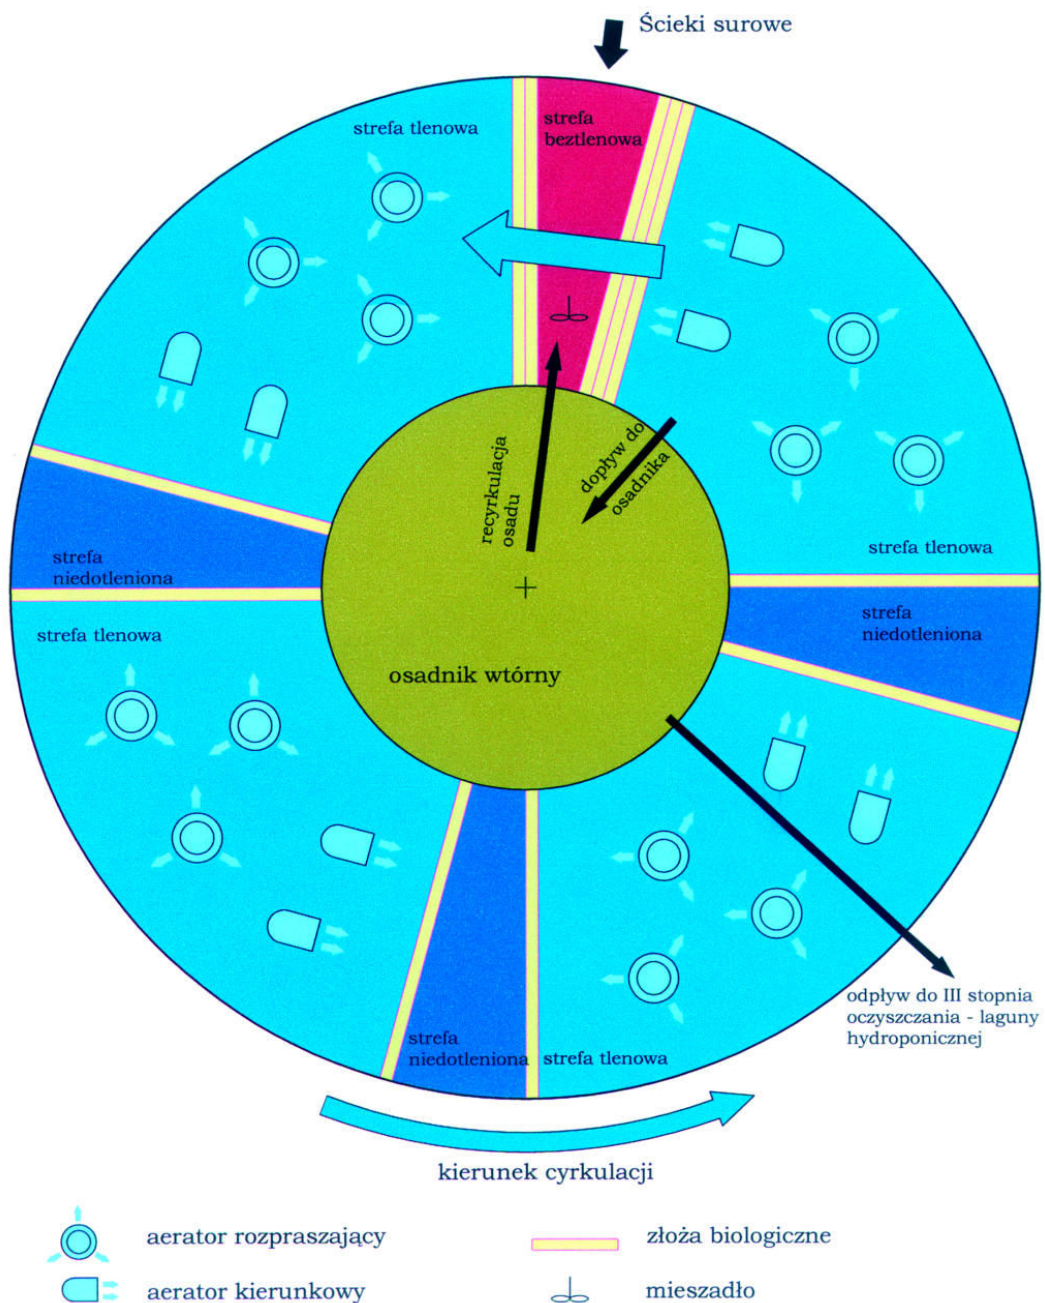 Ścieki surowe
strefa tlenowa
strefa
beztlenowa
recyrkulacja
osadu
dopływ do
osadnika
strefa tlenowa
strefa
niedotleniona
strefa
niedotleniona
strefa tlenowa
osadnik wtórny
odpływ do III stopnia
oczyszczania - laguny
hydroponicznej
strefa
niedotleniona
strefa tlenowa
kierunek cyrkulacji
aerator rozpraszający
złoża biologiczne
aerator kierunkowy
mieszadło